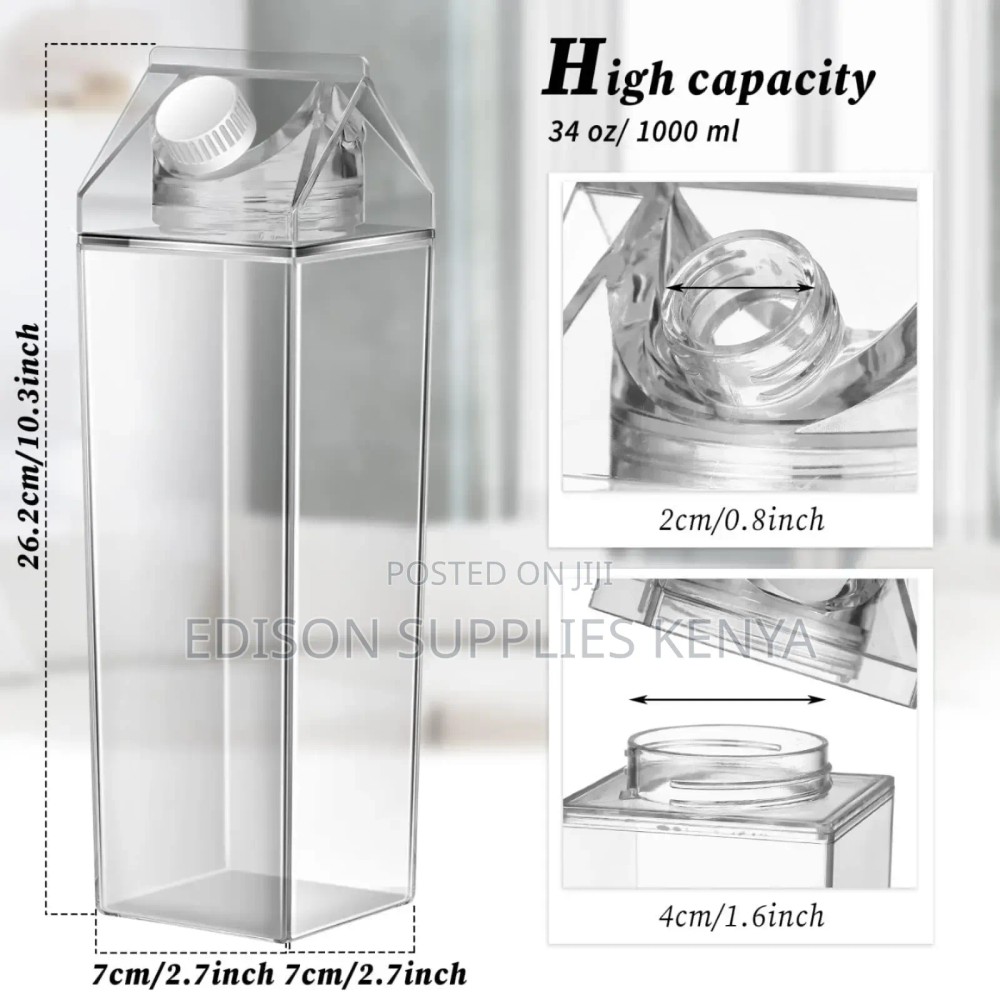 High capacity
34 oz/ 1000 ml
26.2cm/10.3inch
2cm/0.8inch
POSTED ON JIJI
EDISON SUPPLIES KENYA
4cm/1.6inch
7cm/2.7inch 7cm/2.7inch